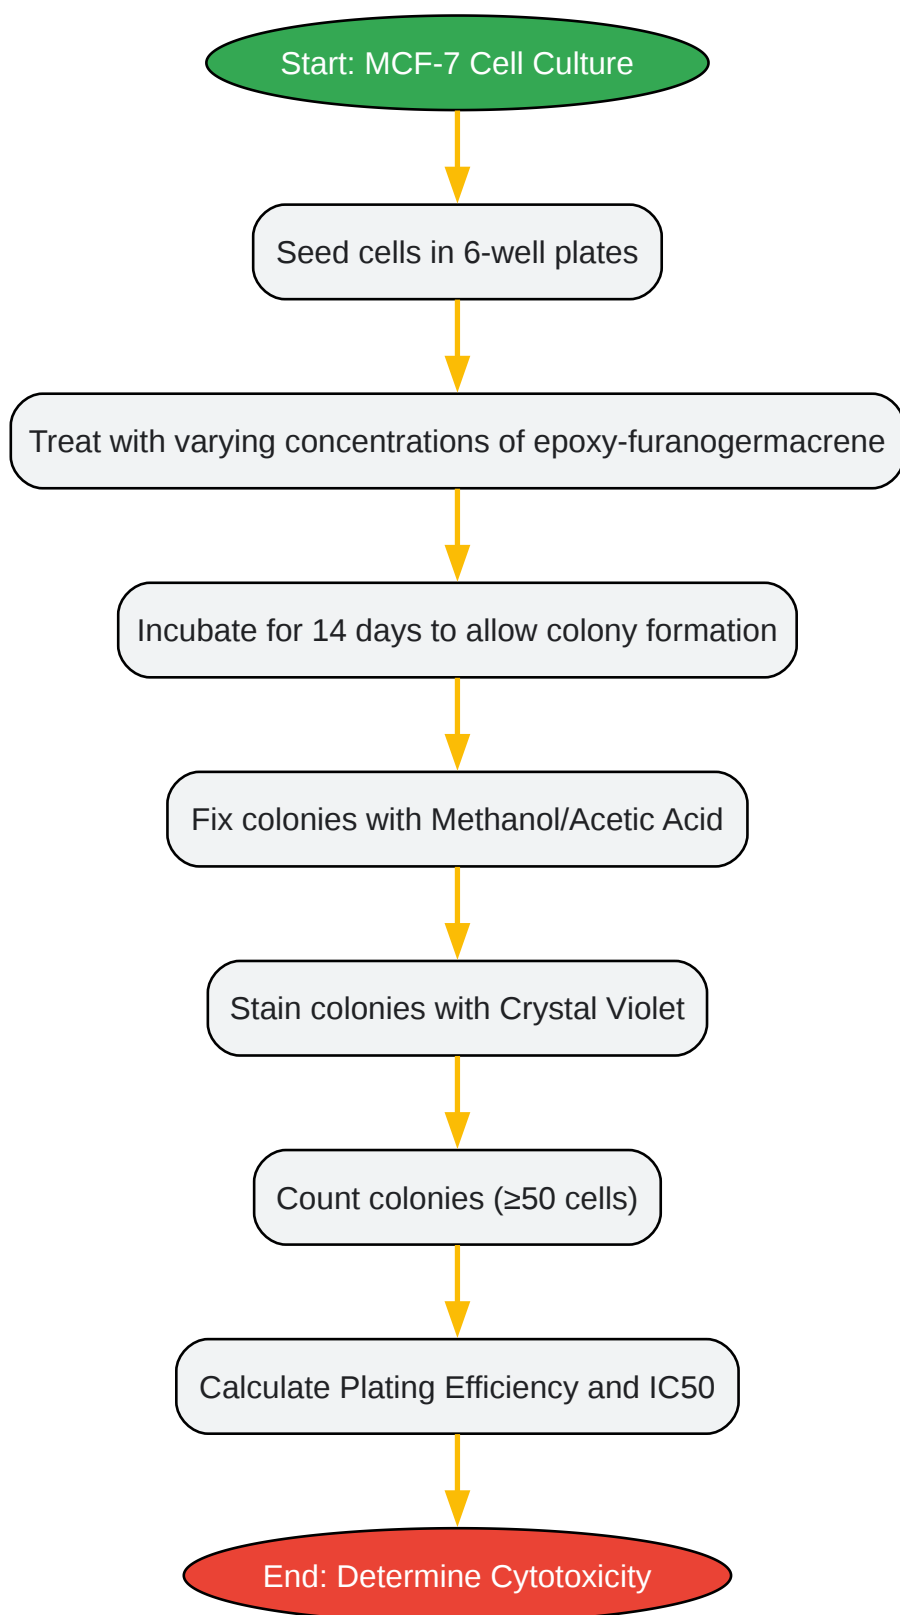 Start: MCF-7 Cell Culture
Seed cells in 6-well plates
Treat with varying concentrations of epoxy-furanogermacrene
Incubate for 14 days to allow colony formation
Fix colonies with Methanol/Acetic Acid
Stain colonies with Crystal Violet
Count colonies (≥50 cells)
Calculate Plating Efficiency and IC50
End: Determine Cytotoxicity